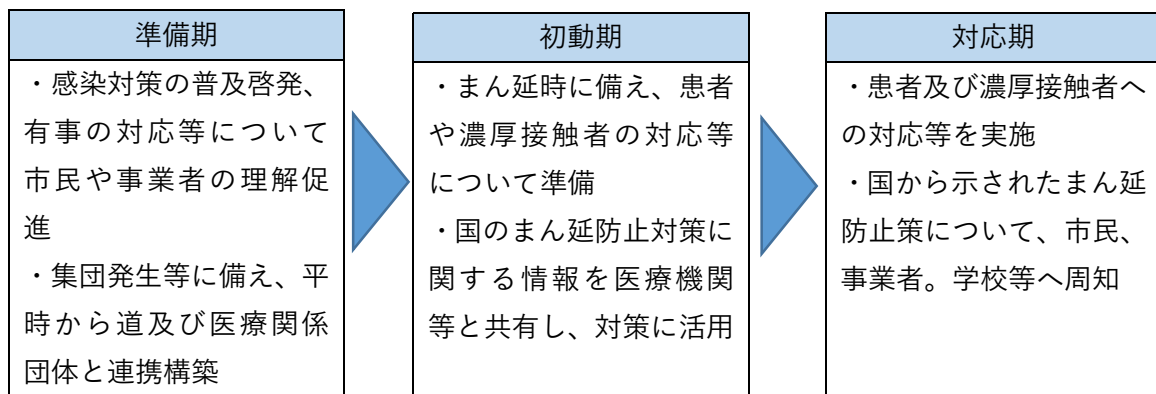 準備期
・感染対策の普及啓発、
有事の対応等について
市民や事業者の理解促
進
・集団発生等に備え、平
時から道及び医療関係
団体と連携構築
初動期
・まん延時に備え、患者
や濃厚接触者の対応等
について準備
・国のまん延防止対策に
関する情報を医療機関
等と共有し、対策に活用
対応期
・患者及び濃厚接触者へ
の対応等を実施
・国から示されたまん延
防止策について、市民、
事業者。学校等へ周知